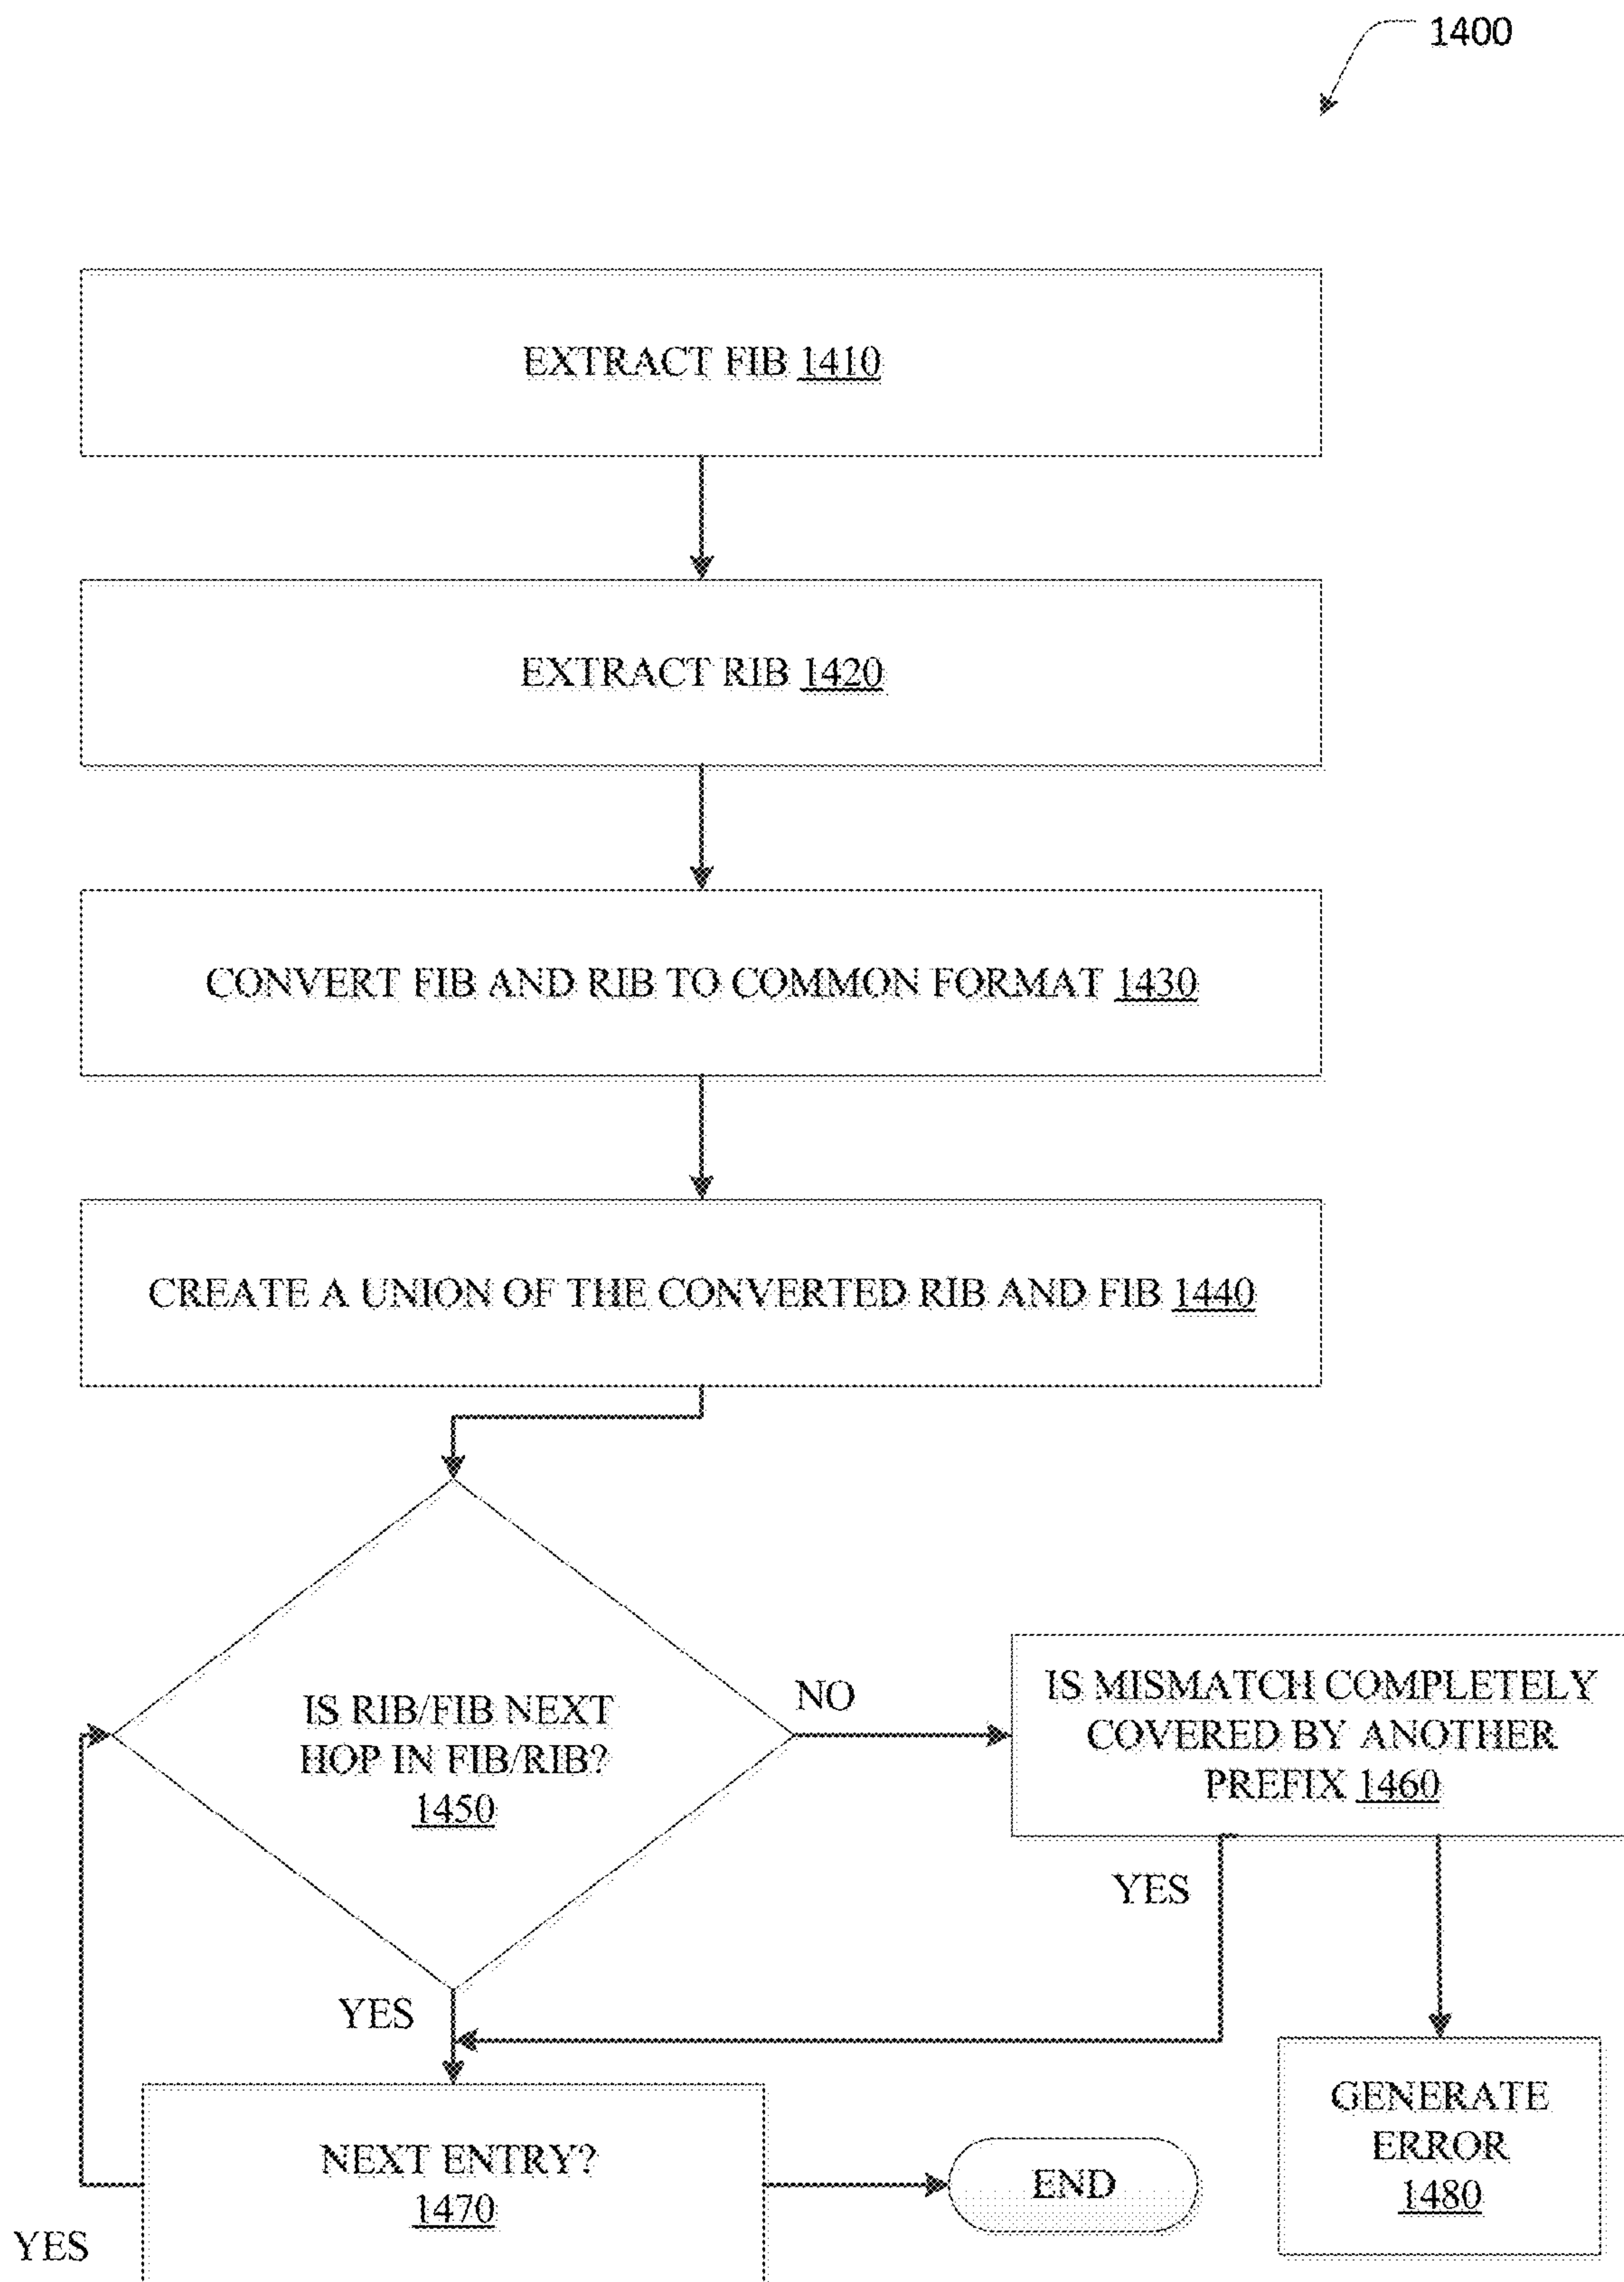 1400
EXTRACT FIB 1410
EXTRACT RIB 1420
CONVERT FIB AND RIB TO COMMON FORMAT 1430
CREATE A UNION OF THE CONVERTED RIB AND FIB 1440
IS RIB/FIB NEXT
HOP IN FIB/RIB?
1450
NO
IS MISMATCH COMPLETELY
COVERED BY ANOTHER
PREFIX 1460
YES
YES
NEXT ENTRY?
1470
YES
END
GENERATE
ERROR
1480